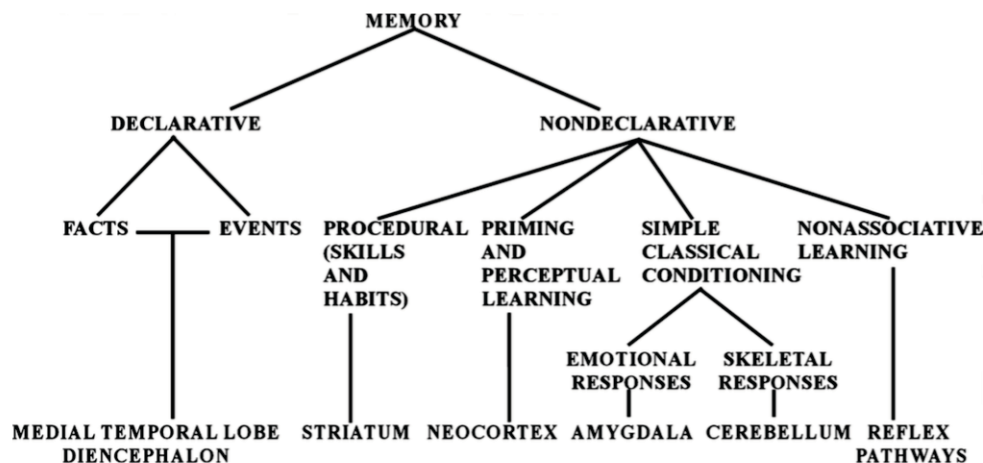 MEMORY
DECLARATIVE
NONDECLARATIVE
FACTS
EVENTS
PROCEDURAL
(SKILLS
AND
HABITS)
PRIMING
AND
PERCEPTUAL
LEARNING
SIMPLE
CLASSICAL
CONDITIONING
NONASSOCIATIVE
LEARNING
EMOTIONAL
RESPONSES
SKELETAL
RESPONSES
MEDIAL TEMPORAL LOBE
DIENCEPHALON
STRIATUM
NEOCORTEX
AMYGDALA
CEREBELLUM
REFLEX
PATHWAYS